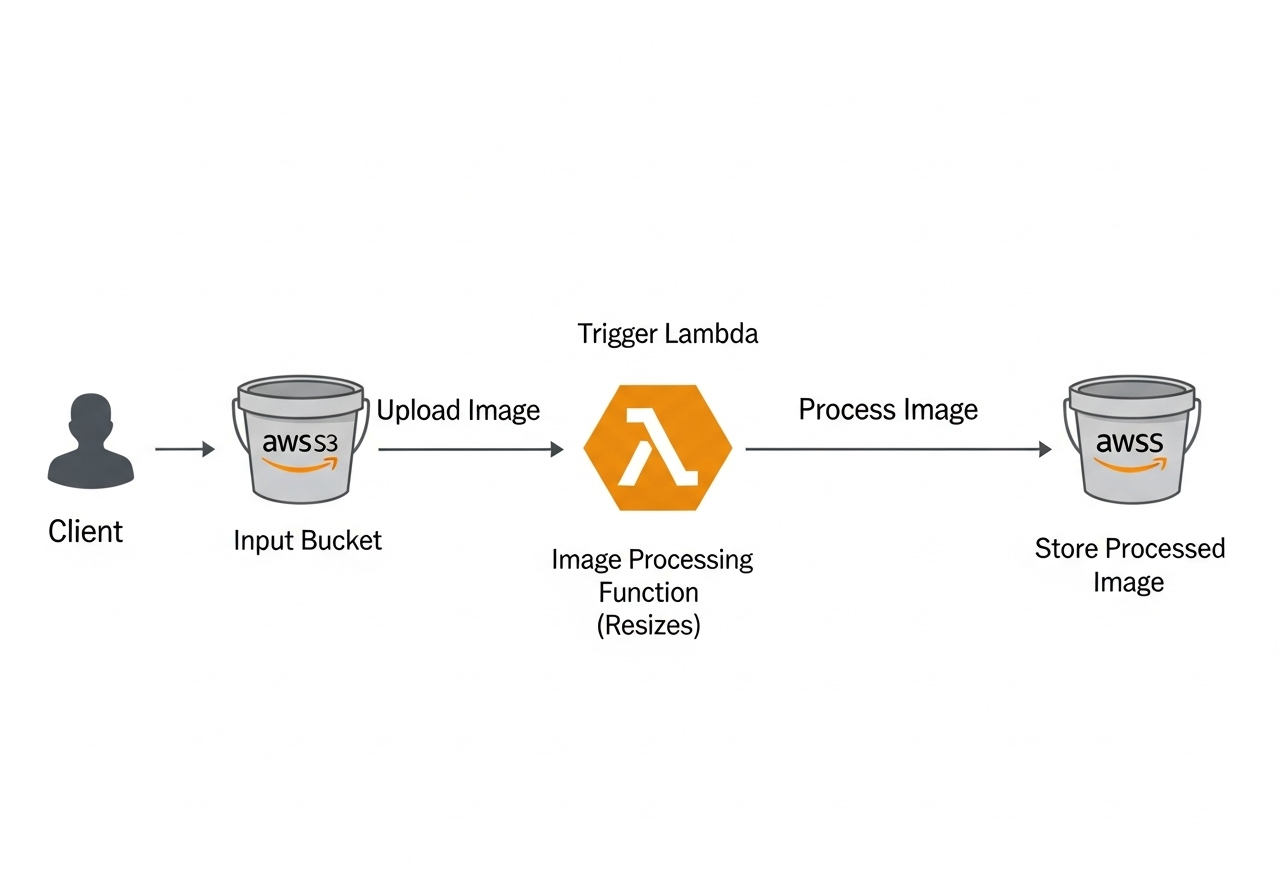 Trigger Lambda
Upload Image
Process Image
awsS3
awss
Client
Input Bucket
Image Processing
Function
(Resizes)
Store Processed
Image